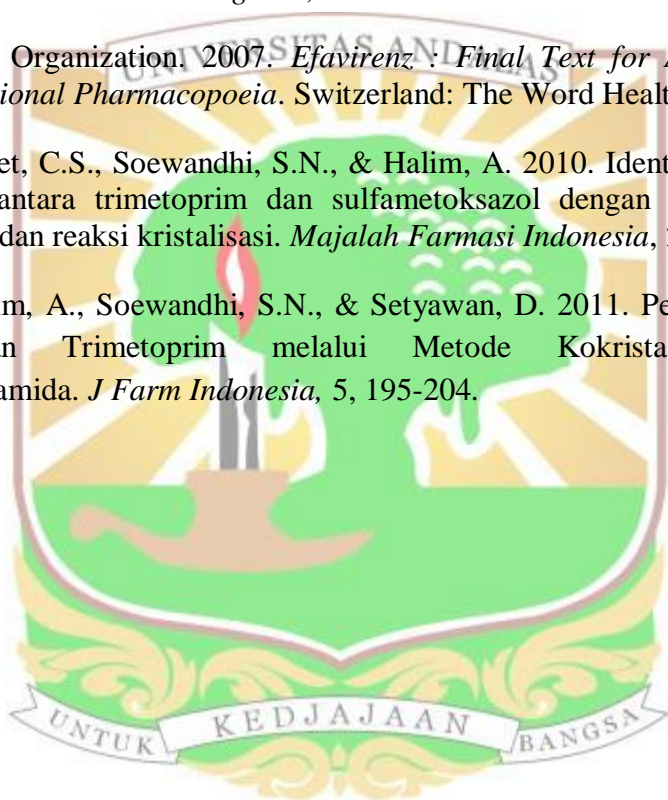 UNIVERSITAS ANDALAS
Organization. 2007. Efavirenz : Final Text for
ional Pharmacopoeia. Switzerland: The Word Healt
et, C.S., Soewandhi, S.N., & Halim, A. 2010. Ident
antara trimetoprim dan sulfametoksazol dengan
dan reaksi kristalisasi. Majalah Farmasi Indonesia,
im, A., Soewandhi, S.N., & Setyawan, D. 2011. Pe
an Trimetoprim melalui Metode Kokrista
amida. J Farm Indonesia, 5, 195-204.
UNTUK KEDJAJAAN BANGSA